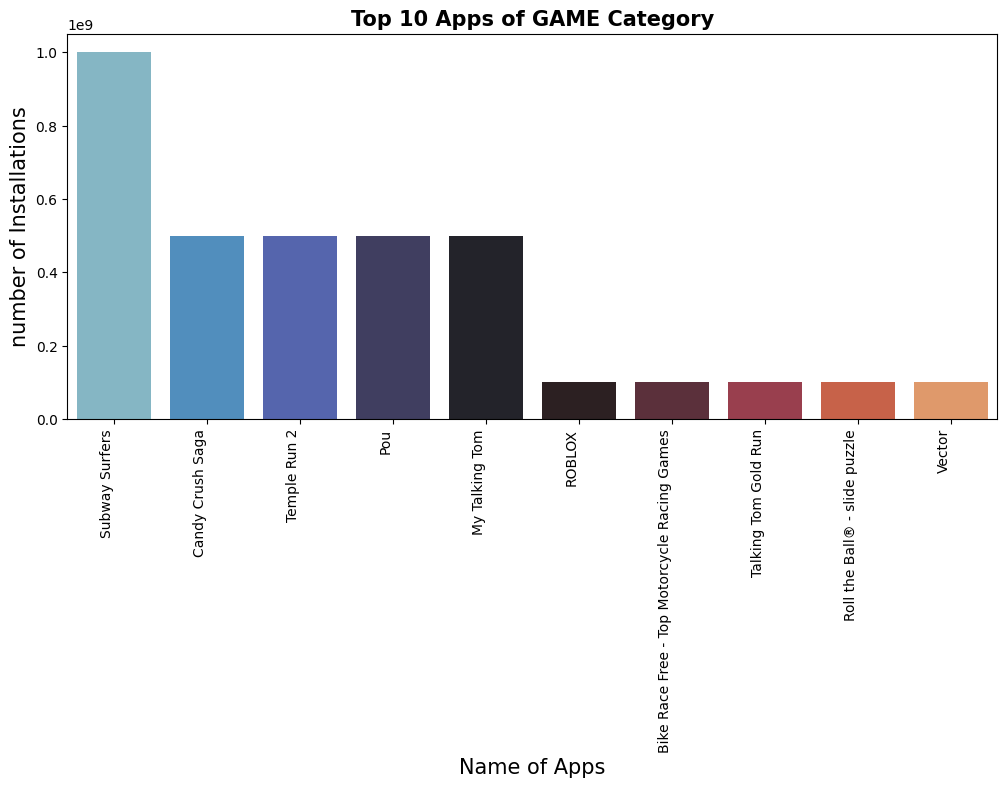 Top 10 Apps of GAME Category
1e9
number of Installations
1.0
0.8
0.6
0.4
0.2
0.0
Subway Surfers
Candy Crush Saga
Temple Run 2
Pou
My Talking Tom
ROBLOX
Bike Race Free - Top Motorcycle Racing Games
Talking Tom Gold Run
Roll the Ball® - slide puzzle
Vector
Name of Apps